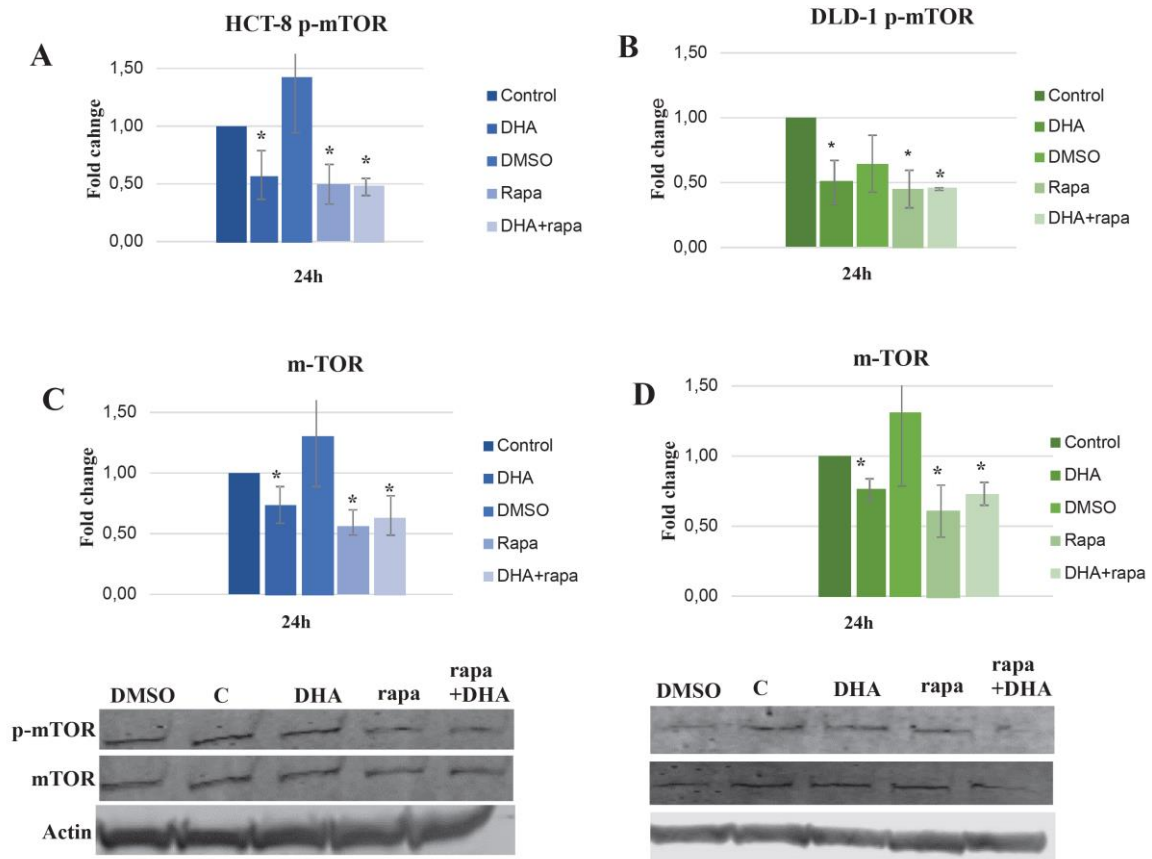 A
HCT-8 p-mTOR
Fold cahnge
1,50
1,00
0,50
0,00
*
*
*
24h
Control
DHA
DMSO
Rapa
DHA+rapa
B
DLD-1 p-mTOR
Fold change
1,50
1,00
0,50
0,00
*
*
*
24h
Control
DHA
DMSO
Rapa
DHA+rapa
C
m-TOR
Fold change
1,50
1,00
0,50
0,00
*
*
*
24h
Control
DHA
DMSO
Rapa
DHA+rapa
D
m-TOR
Fold change
1,50
1,00
0,50
0,00
*
*
*
24h
Control
DHA
DMSO
Rapa
DHA+rapa
DMSO C DHA rapa rapa
+DHA
p-mTOR
mTOR
Actin
DMSO C DHA rapa rapa
+DHA